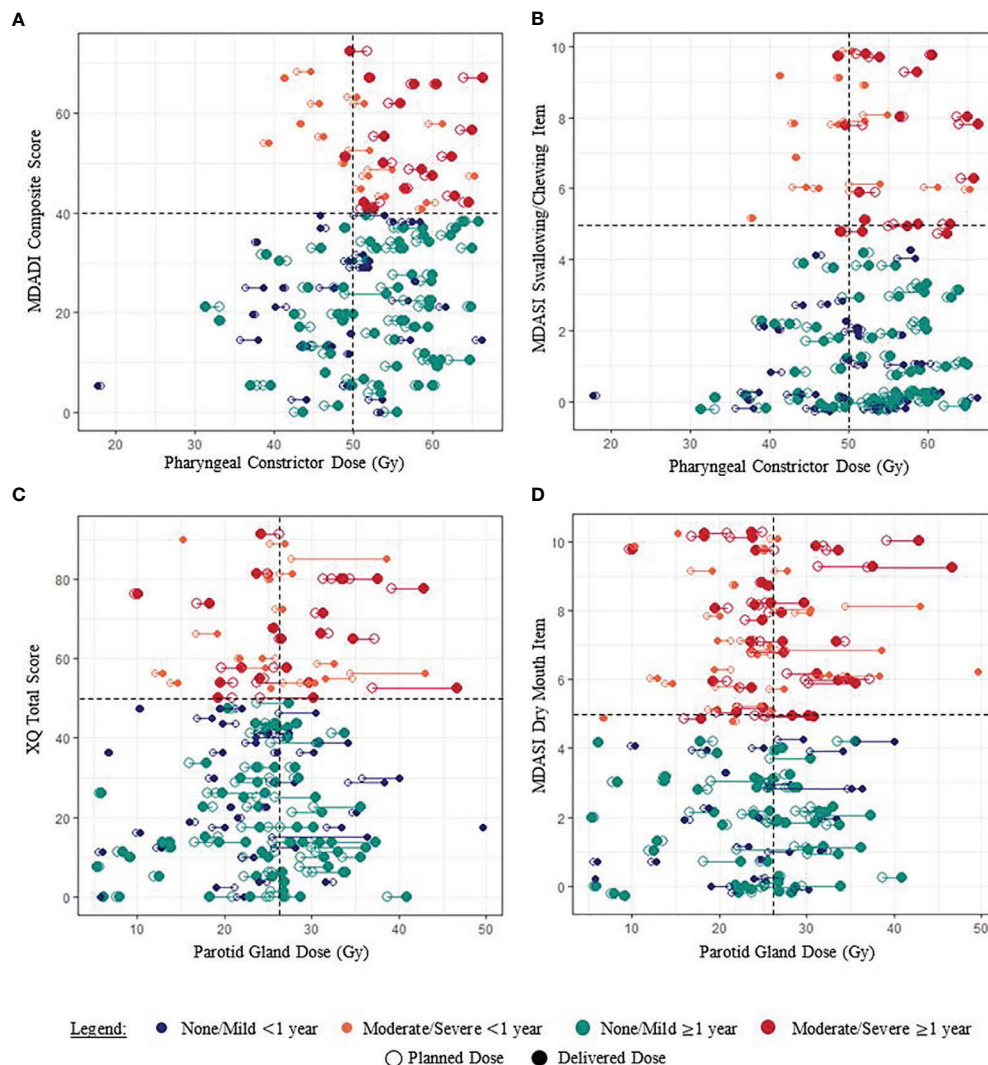 A
B
MDADI Composite Score
60
40
20
0
20
30
40
50
60
Pharyngeal Constrictor Dose (Gy)
MDASI Swallowing/Chewing Item
10
8
6
4
2
0
20
30
40
50
60
Pharyngeal Constrictor Dose (Gy)
C
D
XQ Total Score
80
60
40
20
0
10
20
30
40
50
Parotid Gland Dose (Gy)
MDASI Dry Mouth Item
10
8
6
4
2
0
10
20
30
40
50
Parotid Gland Dose (Gy)
Legend: None/Mild <1 year Moderate/Severe <1 year None/Mild ≥1 year Moderate/Severe ≥1 year
Planned Dose Delivered Dose